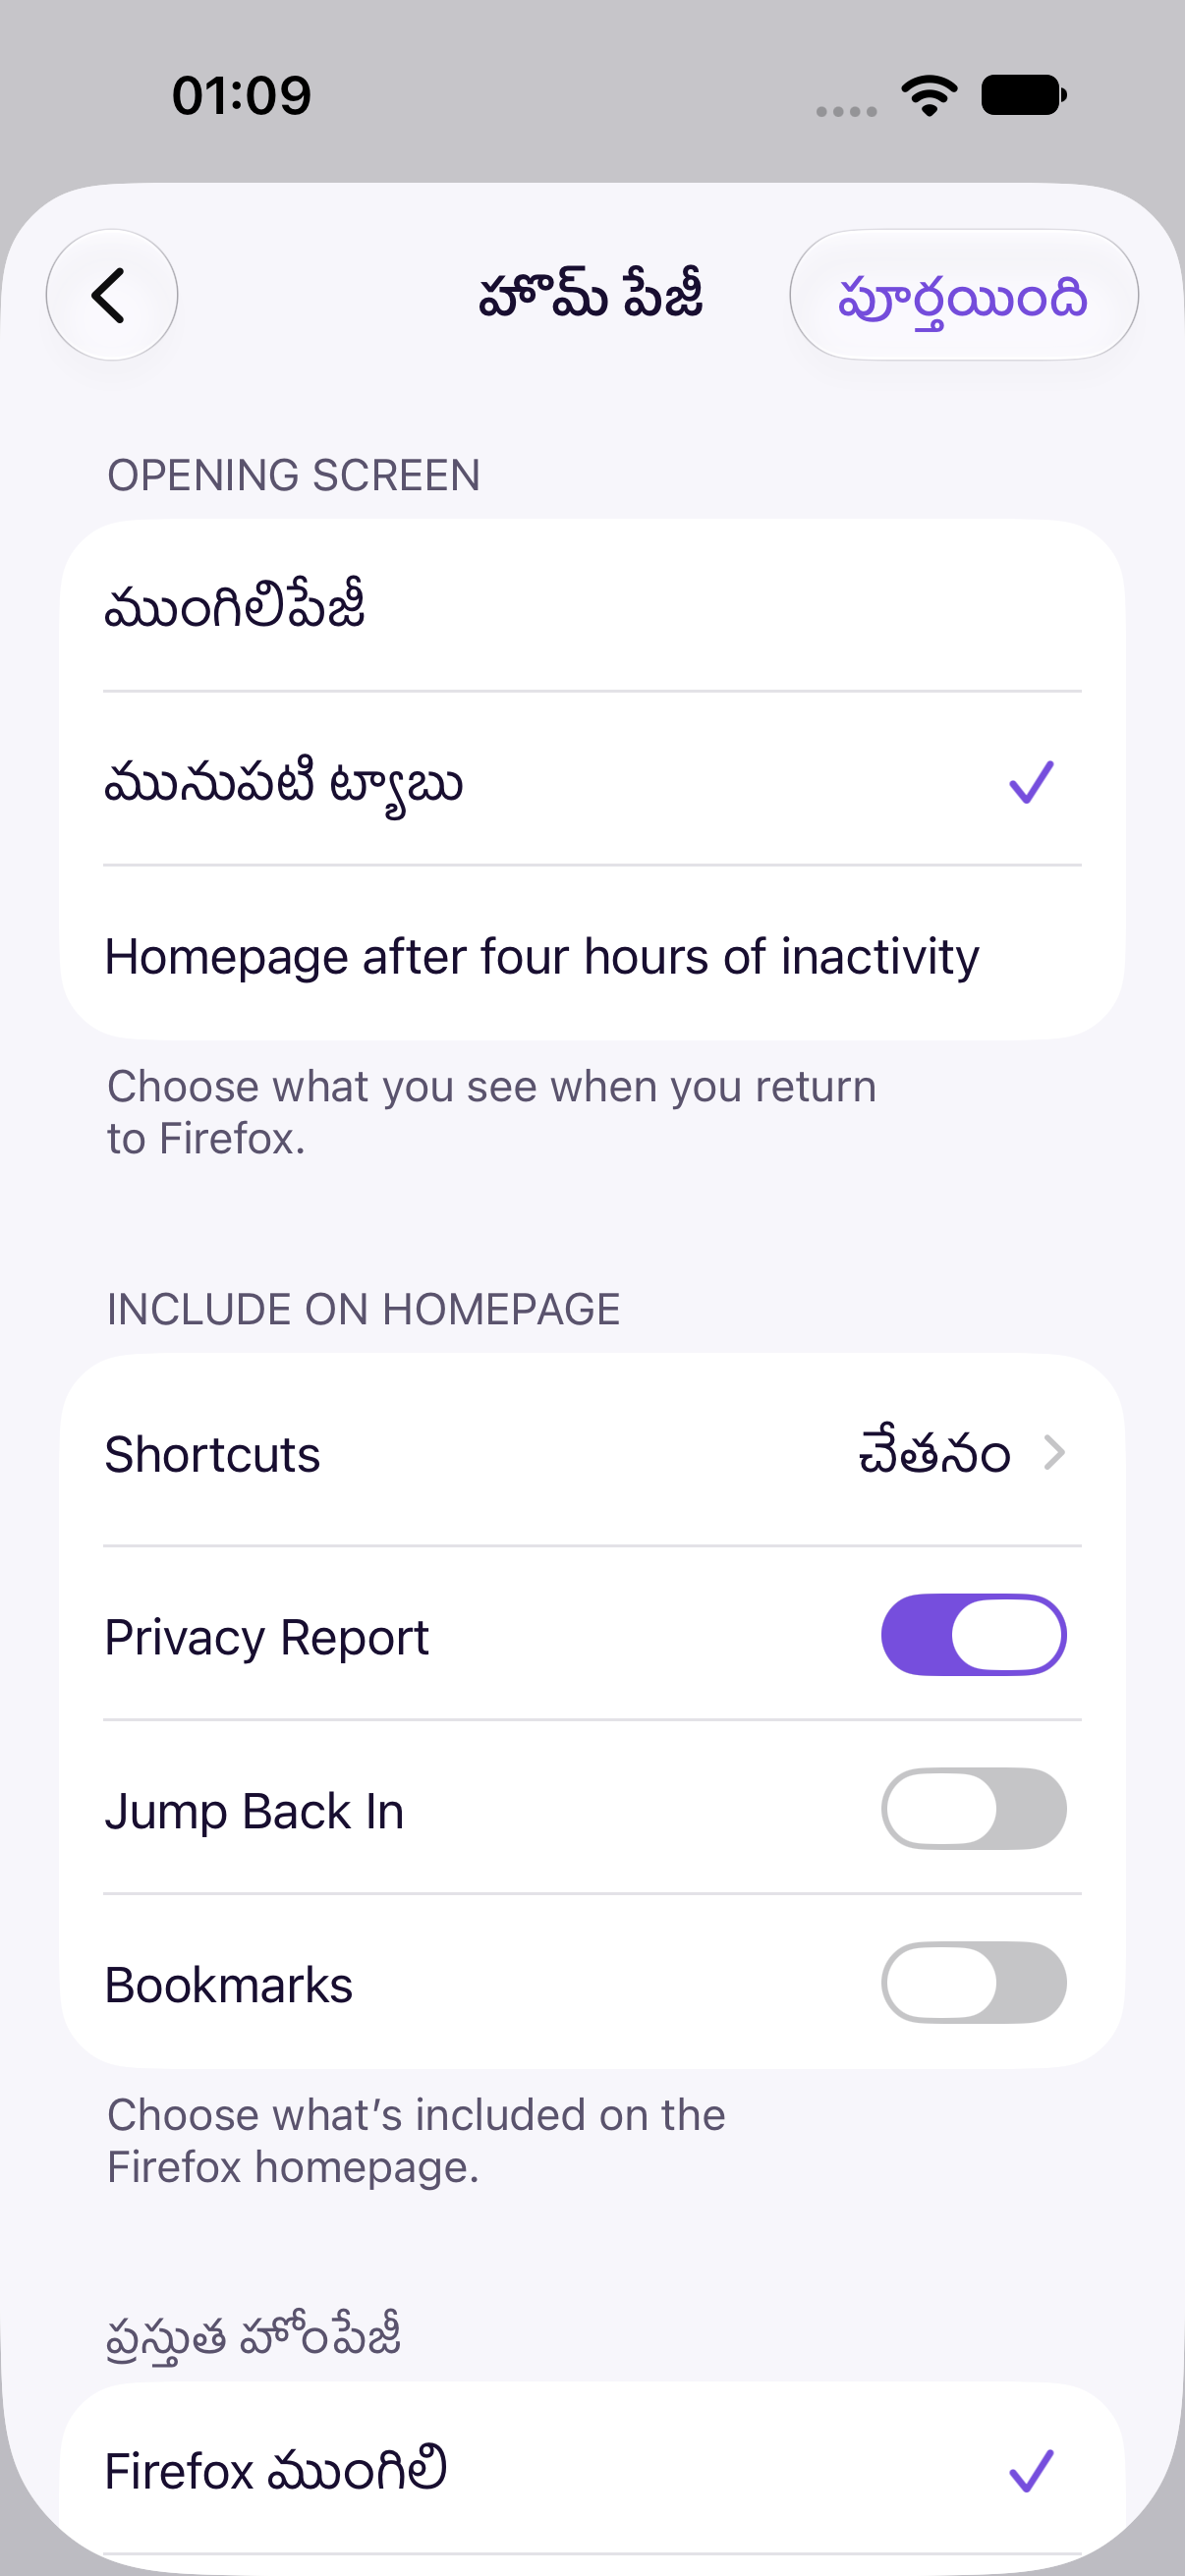 01:09
హొమ్ పేజీ
పూర్తయింది
OPENING SCREEN
ముంగిలిపేజీ
మునుపటి ట్యాబు
Homepage after four hours of inactivity
Choose what you see when you return
to Firefox.
INCLUDE ON HOMEPAGE
Shortcuts
చేతనం
Privacy Report
Jump Back In
Bookmarks
Choose what’s included on the
Firefox homepage.
ప్రస్తుత హోంపేజీ
Firefox ముంగిలి